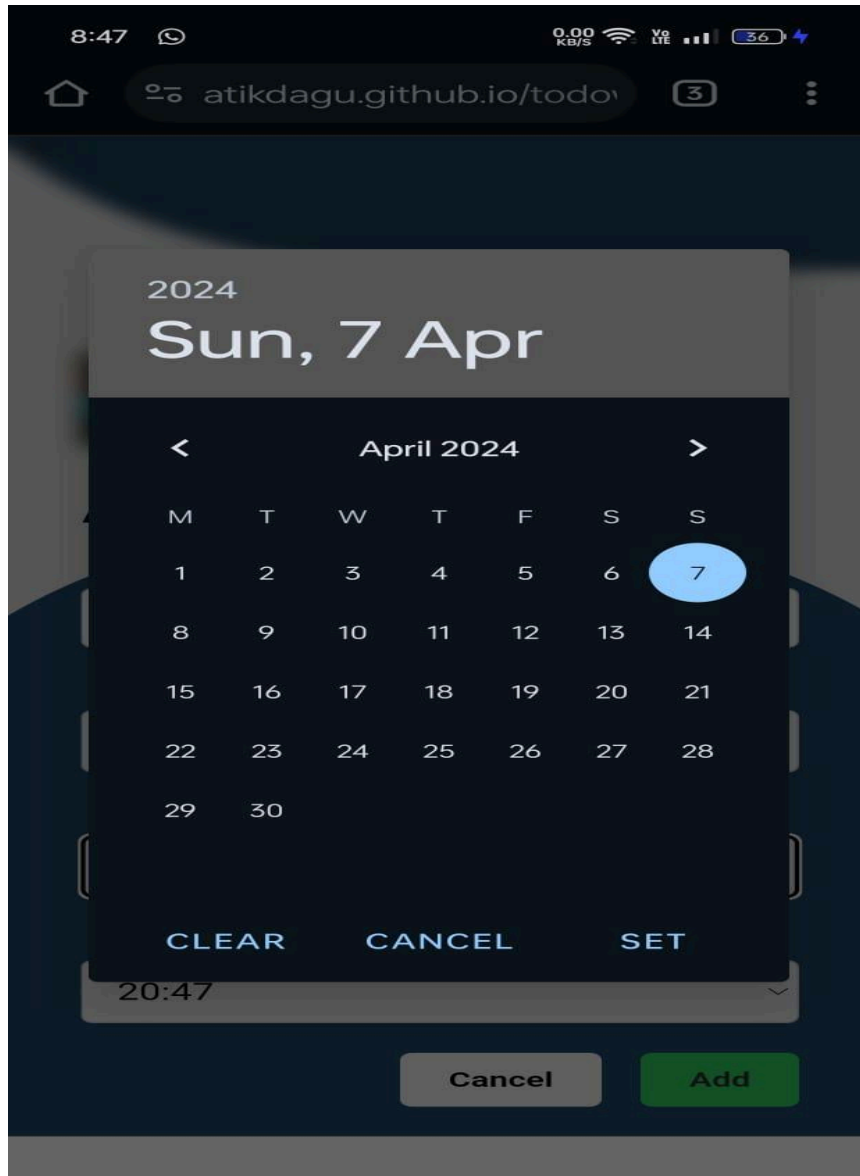 8:47 0.00 KB/S Vo LTE 36
atikdagu.github.io/todo 3
2024
Sun, 7 Apr
April 2024
M T W T F S S
1 2 3 4 5 6 7
8 9 10 11 12 13 14
15 16 17 18 19 20 21
22 23 24 25 26 27 28
29 30
CLEAR CANCEL SET
20:47
Cancel Add